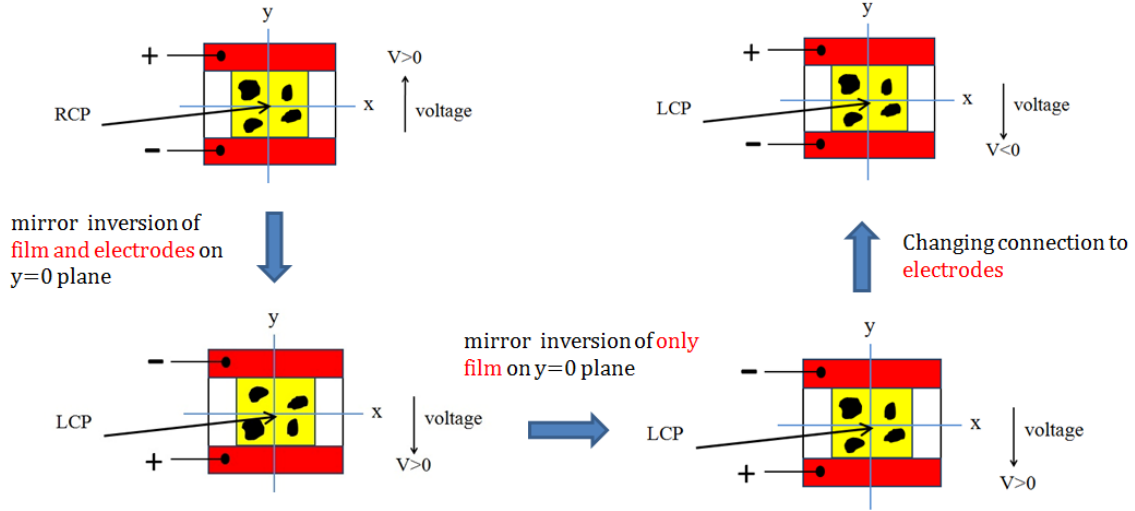 y
+
V>0
x
voltage
RCP
−
y
+
x
voltage
LCP
−
V<0
mirror inversion of
film and electrodes on
y=0 plane
Changing connection to
electrodes
y
−
x
voltage
LCP
+
V>0
mirror inversion of only
film on y=0 plane
y
−
x
voltage
LCP
+
V>0